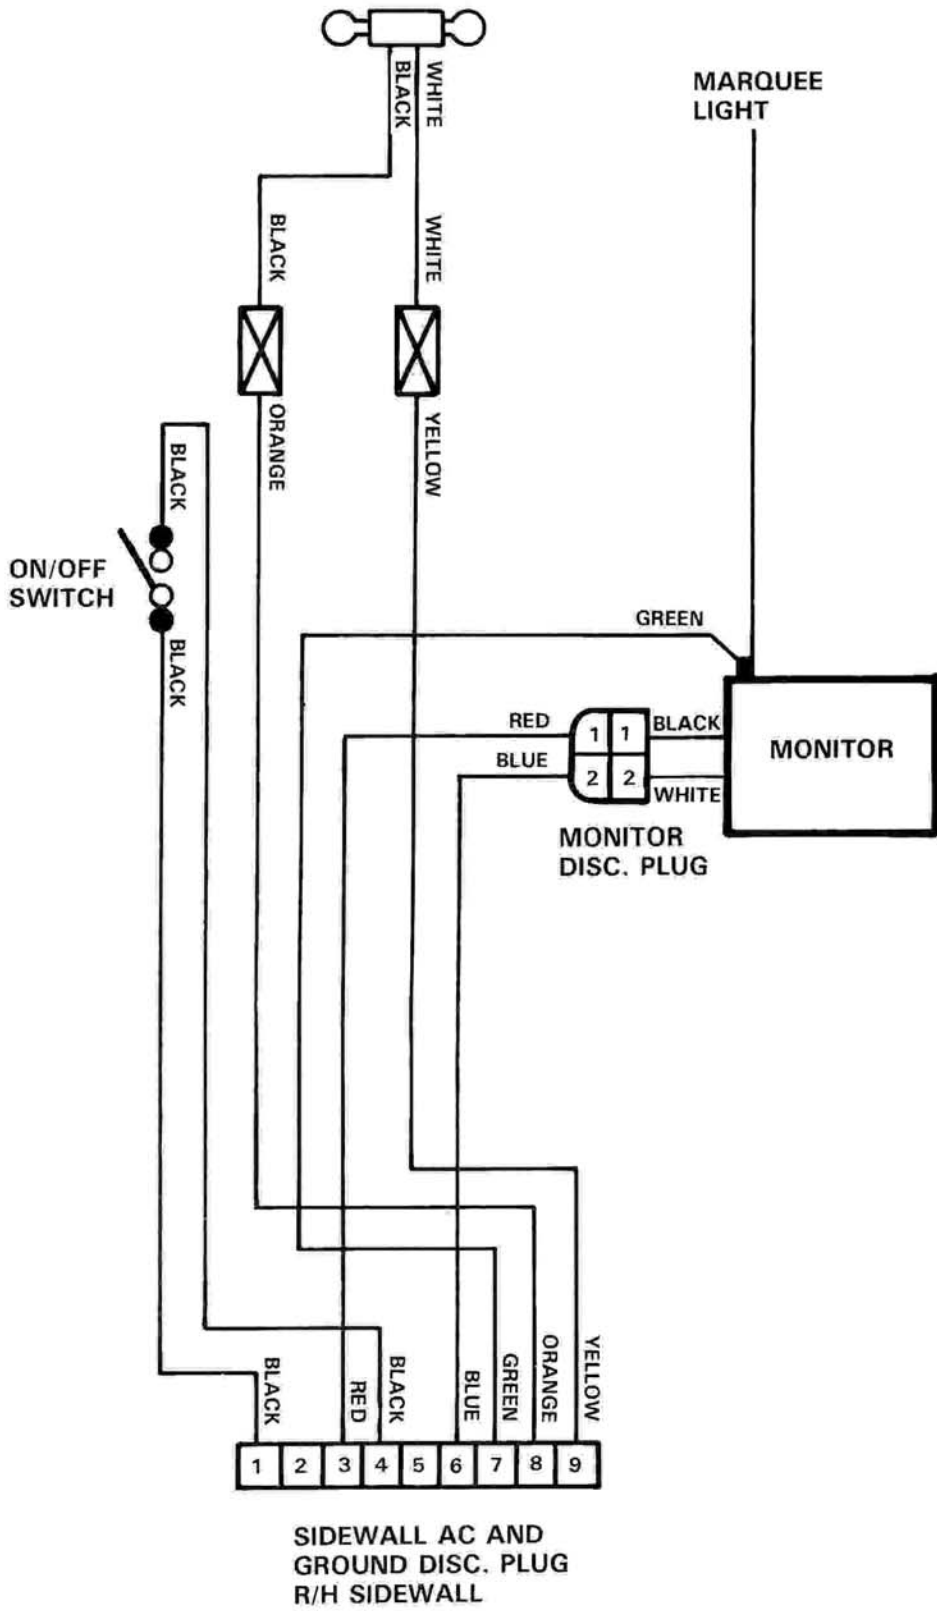 BLACK
WHITE
MARQUEE
LIGHT
BLACK
WHITE
ORANGE
YELLOW
BLACK
ON/OFF
SWITCH
BLACK
GREEN
RED
1
1
BLACK
BLUE
2
2
WHITE
MONITOR
MONITOR
DISC. PLUG
BLACK
RED
BLACK
BLUE
GREEN
ORANGE
YELLOW
1 2 3 4 5 6 7 8 9
SIDEWALL AC AND
GROUND DISC. PLUG
R/H SIDEWALL